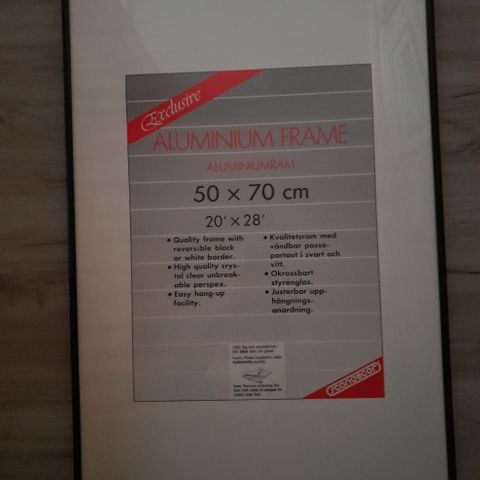 Exclusive
ALUMINIUM FRAME
ALUMINIUMRAM
50 × 70 cm
20' × 28'
• Quality frame with
reversible black
or white border.
• High quality crys-
tal clear unbreak-
able perspex.
• Easy hang-up
facility.
• Kvalitetsram med
vändbar passe-
partout i svart och
vitt.
• Okrossbart
styrenglas.
• Justerbar upp-
hängnings-
anordning.